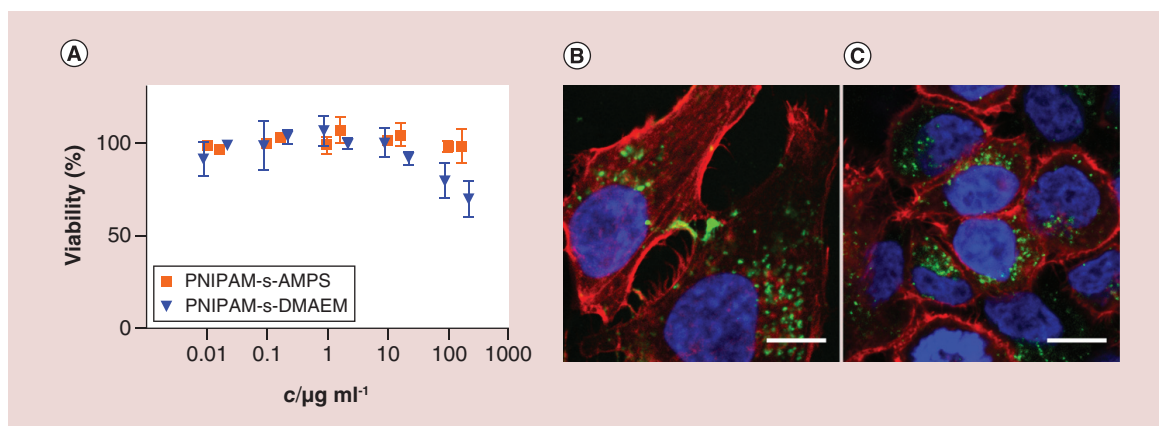 A
B
C
Viability (%)
100
50
0
PNIPAM-s-AMPS
PNIPAM-s-DMAEM
0.01 0.1 1 10 100 1000
c/µg ml⁻¹